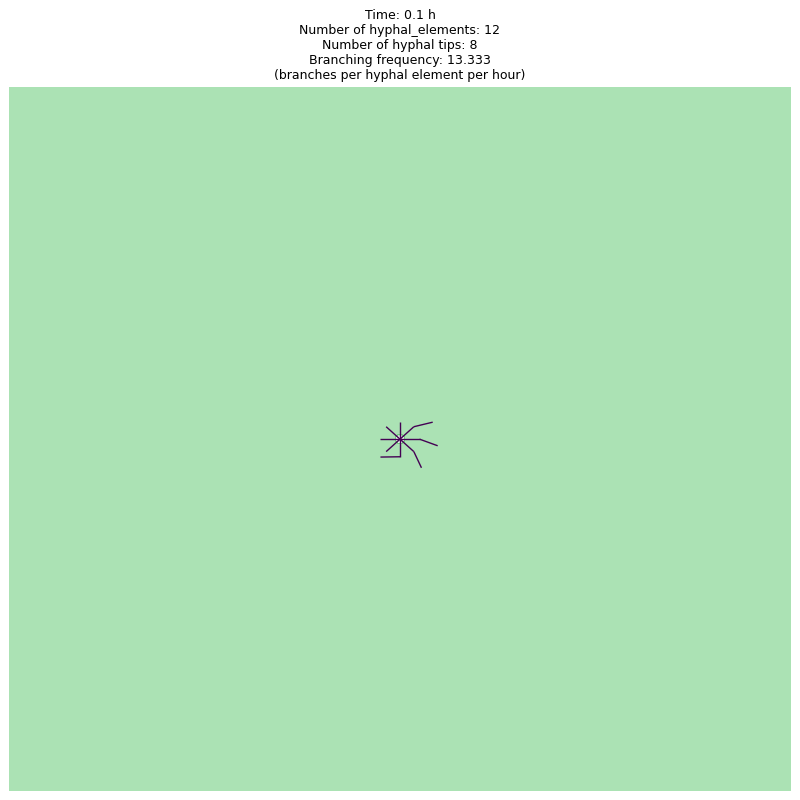 Time: 0.1 h
Number of hyphal_elements: 12
Number of hyphal tips: 8
Branching frequency: 13.333
(branches per hyphal element per hour)